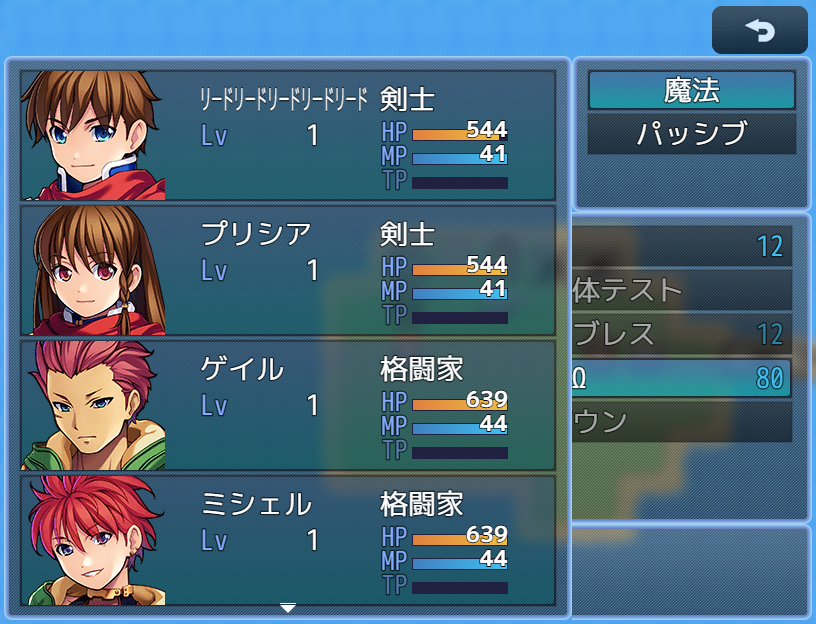 リードリードリードリードリード 剣士
Lv 1 HP 544
MP 41
TP
プリシア 剣士
Lv 1 HP 544
MP 41
TP
ゲイル 格闘家
Lv 1 HP 639
MP 44
TP
ミシェル 格闘家
Lv 1 HP 639
MP 44
TP
魔法
パッシブ
12
体テスト
ブレス 12
Ω 80
ウン